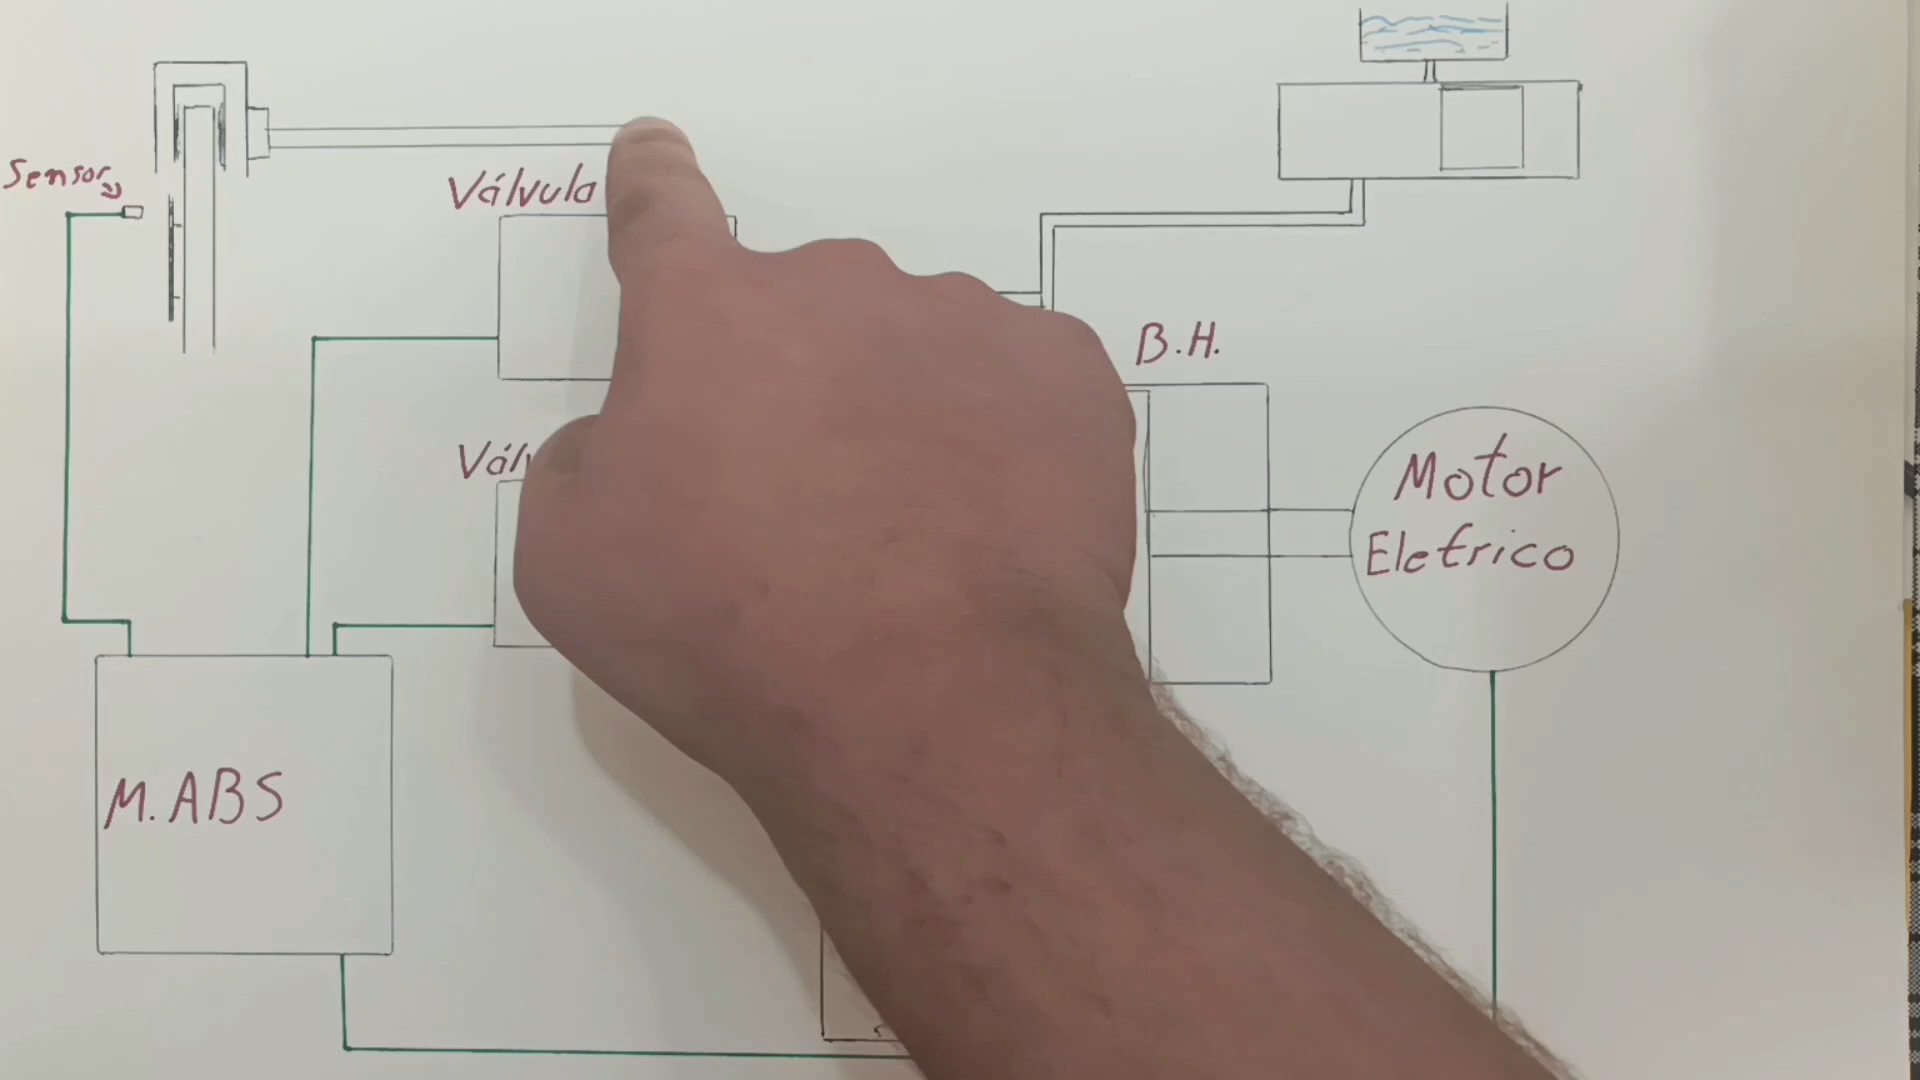 Sensor
Válvula
B.H.
Motor
Eletrico
M.ABS